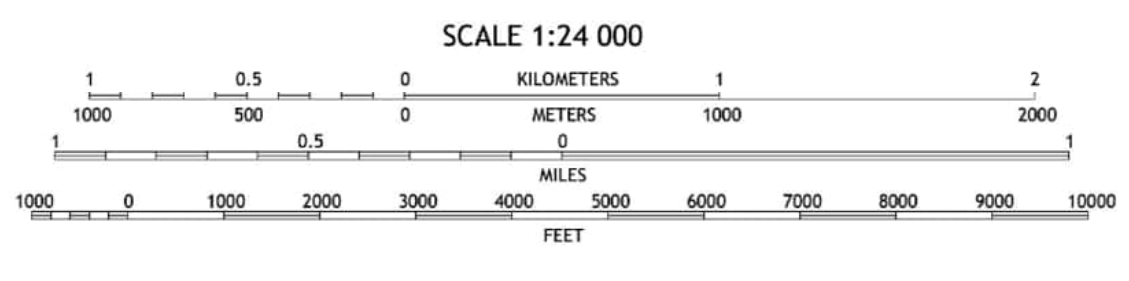 SCALE 1:24 000
1 0.5 0 KILOMETERS 1 2
1000 500 0 METERS 1000 2000
1 0.5 0 1
MILES
1000 0 1000 2000 3000 4000 5000 6000 7000 8000 9000 10000
FEET